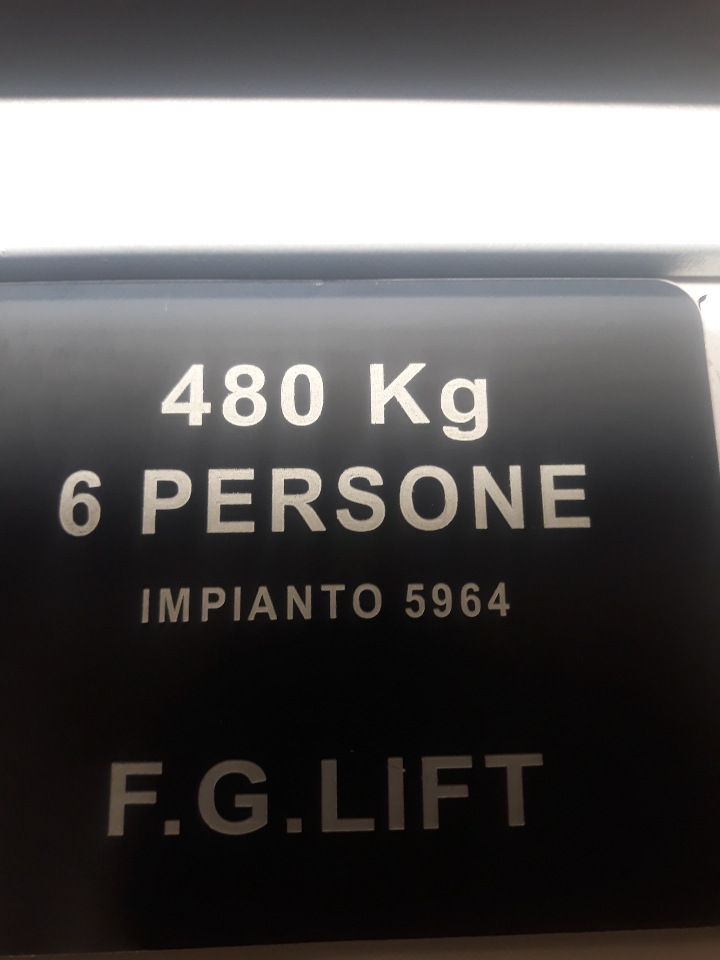 480 Kg
6 PERSONE
IMPIANTO 5964
F.G.LIFT